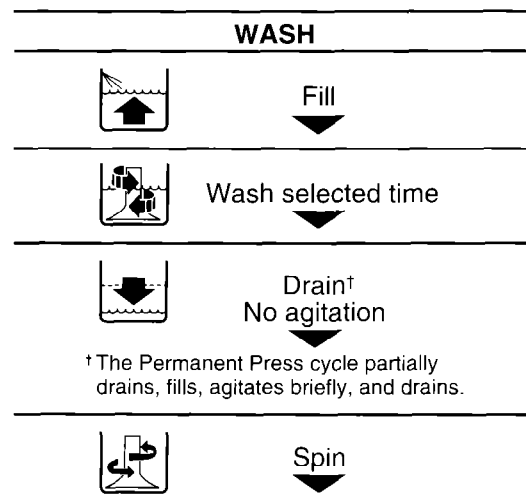 WASH
Fill
Wash selected time
Drain†
No agitation
† The Permanent Press cycle partially
drains, fills, agitates briefly, and drains.
Spin